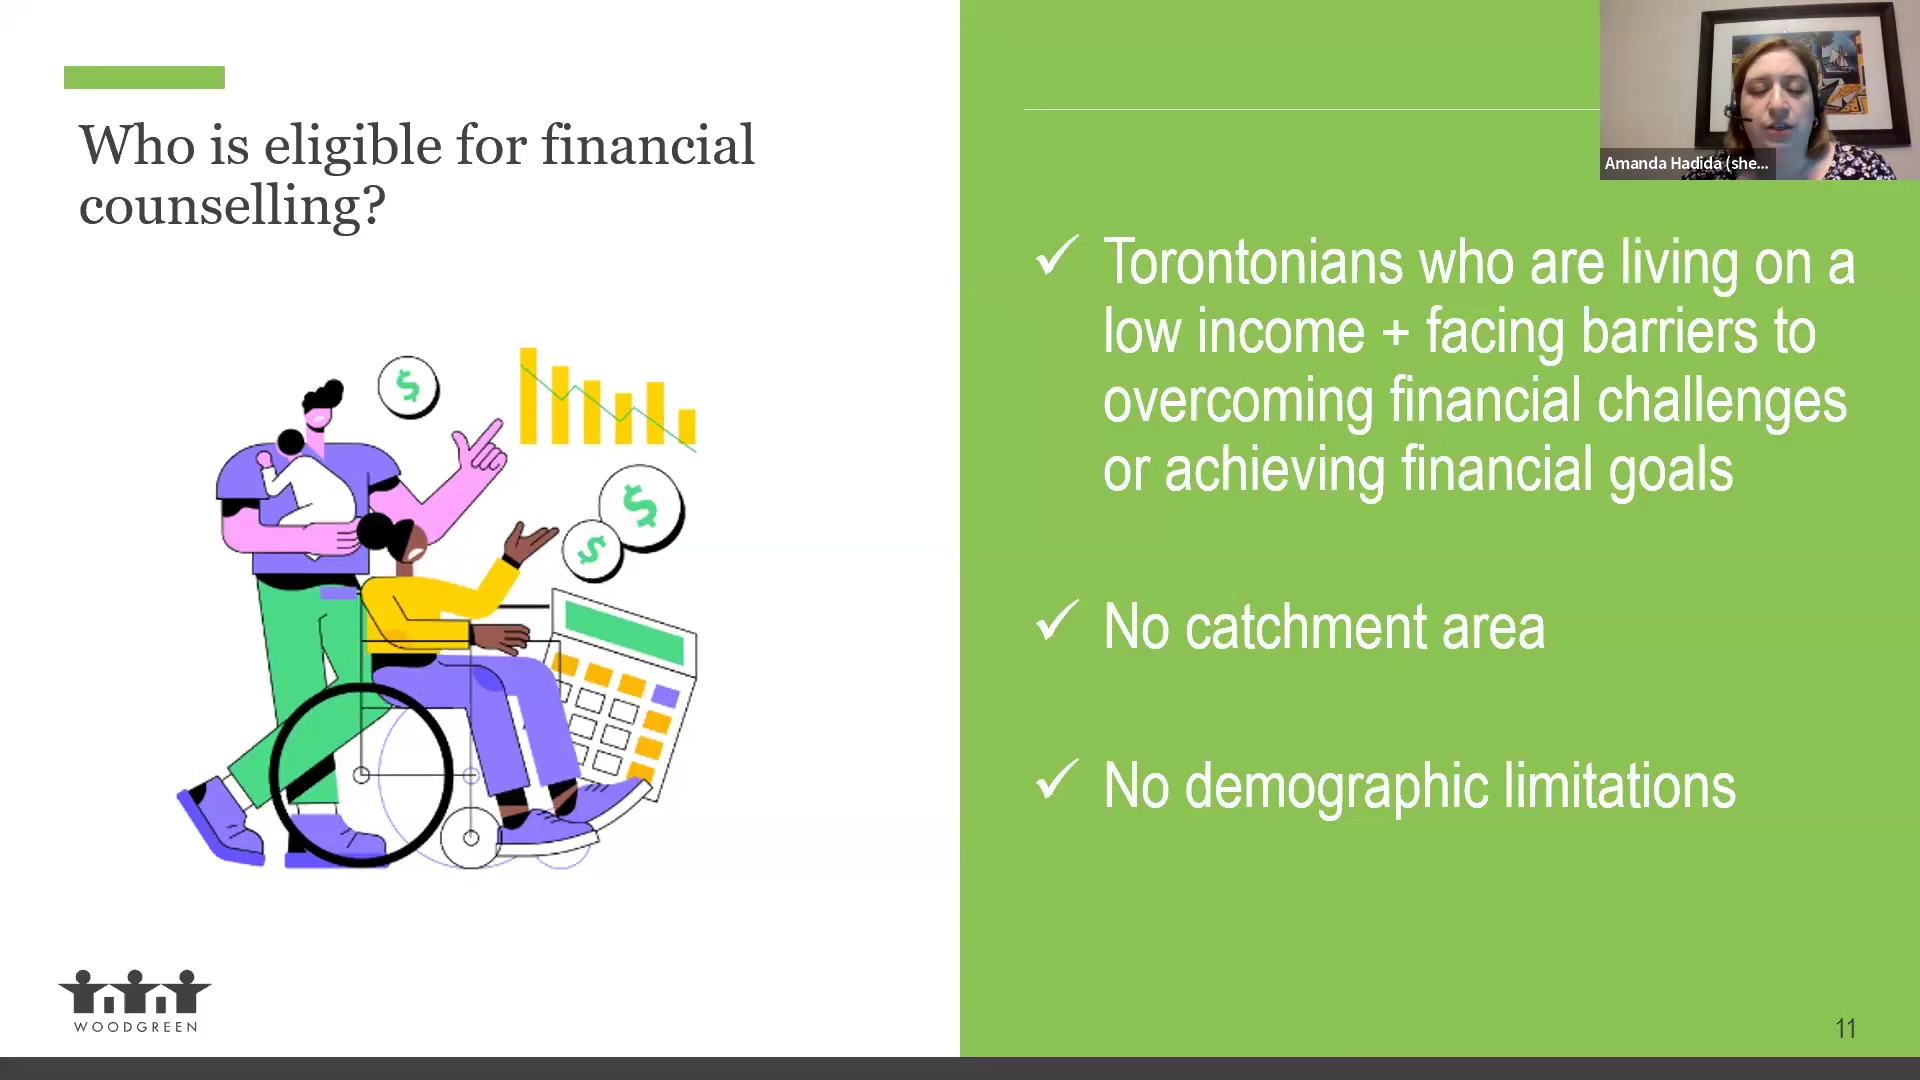 Who is eligible for financial
counselling?
$
$
$
WOODGREEN
Amanda Hadida (she...
✓ Torontonians who are living on a
low income + facing barriers to
overcoming financial challenges
or achieving financial goals
✓ No catchment area
✓ No demographic limitations
11